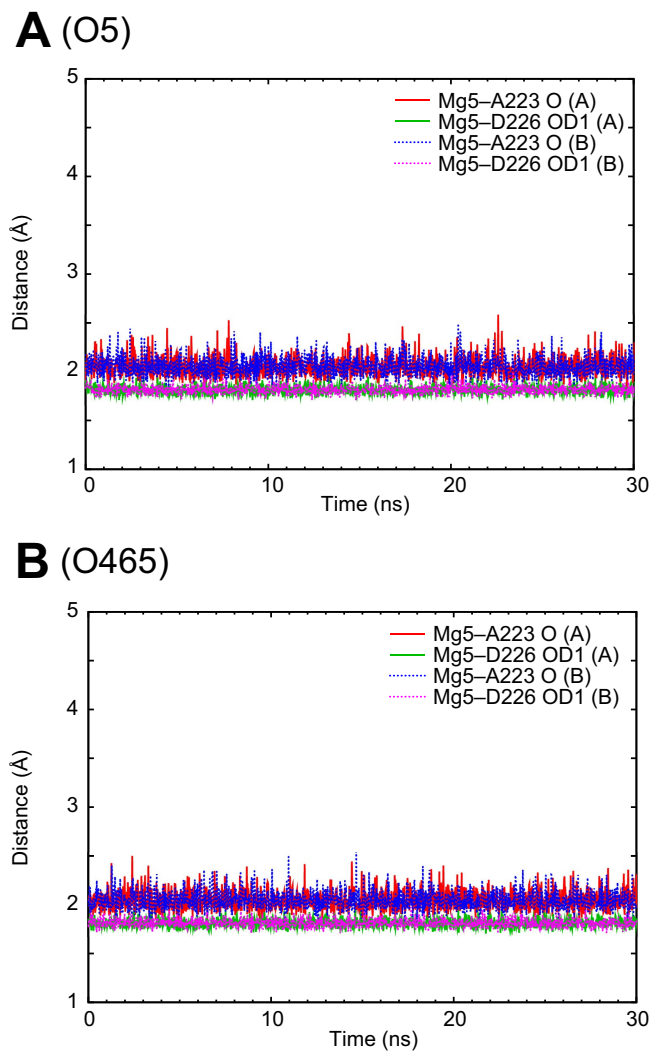 A (O5)
5
4
3
2
1
Distance (Å)
Mg5–A223 O (A)
Mg5–D226 OD1 (A)
Mg5–A223 O (B)
Mg5–D226 OD1 (B)
0 10 20 30
Time (ns)
B (O465)
5
4
3
2
1
Distance (Å)
Mg5–A223 O (A)
Mg5–D226 OD1 (A)
Mg5–A223 O (B)
Mg5–D226 OD1 (B)
0 10 20 30
Time (ns)